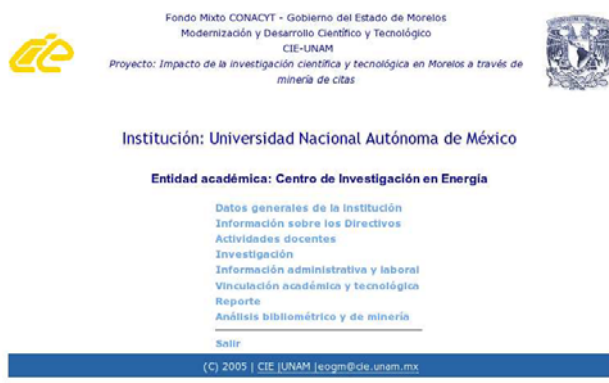 Fondo Mixto CONACYT - Gobierno del Estado de Morelos
Modernización y Desarrollo Científico y Tecnológico
CIE-UNAM
Proyecto: Impacto de la investigación científica y tecnológica en Morelos a través de
minería de citas
cie
Institución: Universidad Nacional Autónoma de México
Entidad académica: Centro de Investigación en Energía
Datos generales de la Institución
Información sobre los Directivos
Actividades docentes
Investigación
Información administrativa y laboral
Vinculación académica y tecnológica
Reporte
Análisis bibliométrico y de minería
Salir
(C) 2005 | CIE |UNAM |eogm@cie.unam.mx